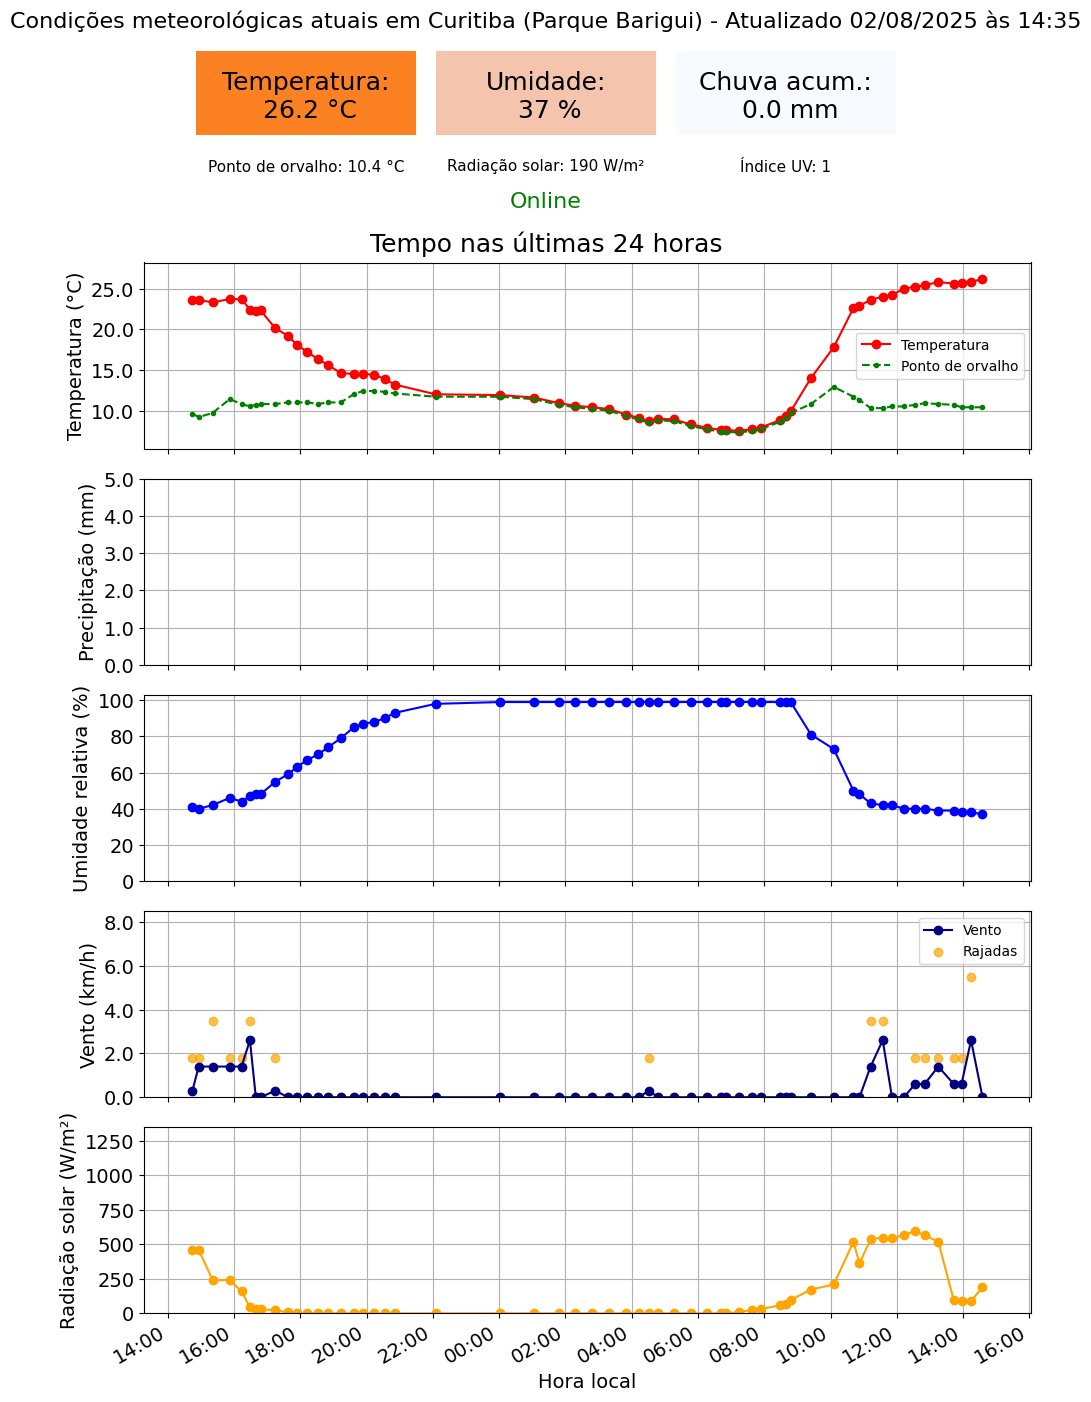 Condições meteorológicas atuais em Curitiba (Parque Barigui) - Atualizado 02/08/2025 às 14:35
Temperatura:
26.2 °C
Umidade:
37 %
Chuva acum.:
0.0 mm
Ponto de orvalho: 10.4 °C
Radiação solar: 190 W/m²
Índice UV: 1
Online
Tempo nas últimas 24 horas
Temperatura (°C)
25.0
20.0
15.0
10.0
Temperatura
Ponto de orvalho
Precipitação (mm)
5.0
4.0
3.0
2.0
1.0
0.0
Umidade relativa (%)
100
80
60
40
20
0
Vento (km/h)
8.0
6.0
4.0
2.0
0.0
Vento
Rajadas
Radiação solar (W/m²)
1250
1000
750
500
250
0
14:00
16:00
18:00
20:00
22:00
00:00
02:00
04:00
06:00
08:00
10:00
12:00
14:00
16:00
Hora local